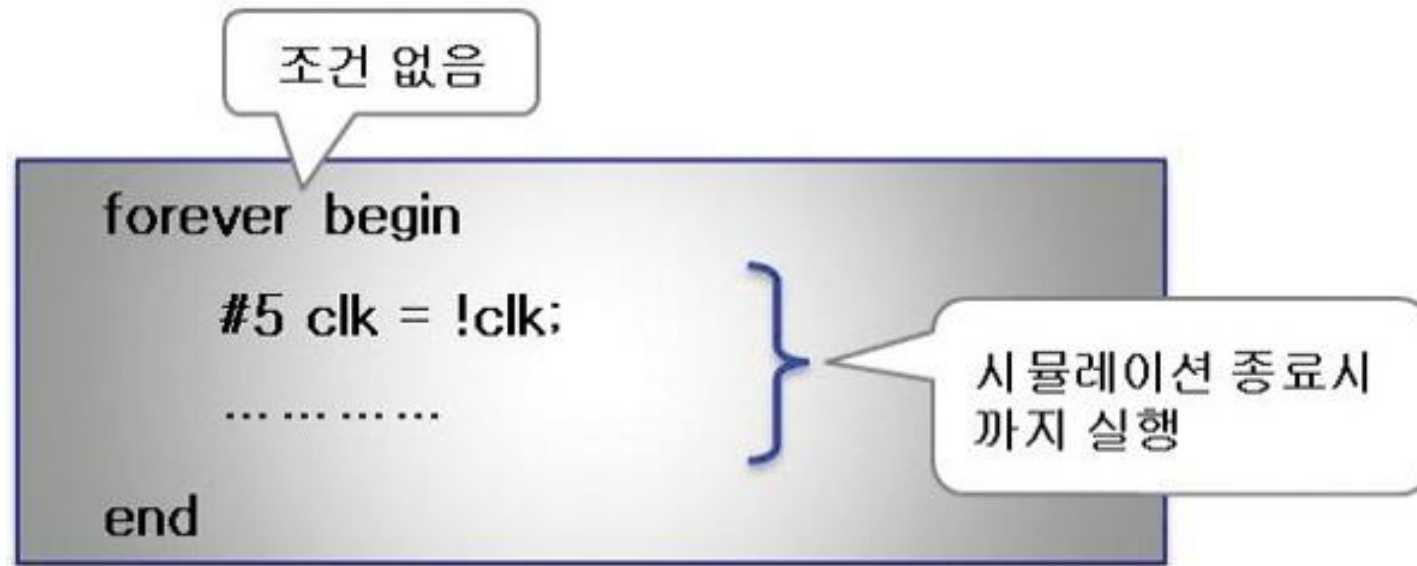 조건 없음
forever begin
#5 clk = !clk;
…………
시뮬레이션 종료시
까지 실행
end